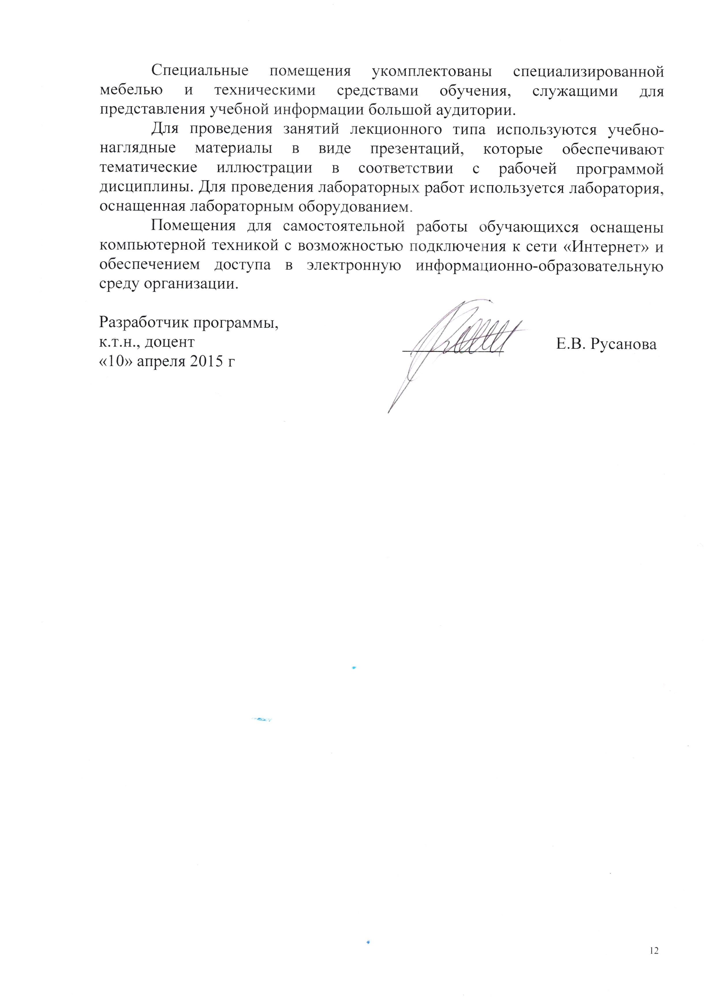 Специальные помещения укомплектованы специализированной
мебелью и техническими средствами обучения, служащими для
представления учебной информации большой аудитории.
Для проведения занятий лекционного типа используются учебно-
наглядные материалы в виде презентаций, которые обеспечивают
тематические иллюстрации в соответствии с рабочей программой
дисциплины. Для проведения лабораторных работ используется лаборатория,
оснащенная лабораторным оборудованием.
Помещения для самостоятельной работы обучающихся оснащены
компьютерной техникой с возможностью подключения к сети «Интернет» и
обеспечением доступа в электронную информационно-образовательную
среду организации.
Разработчик программы,
к.т.н., доцент
Е.В. Русанова
«10» апреля 2015 г
12